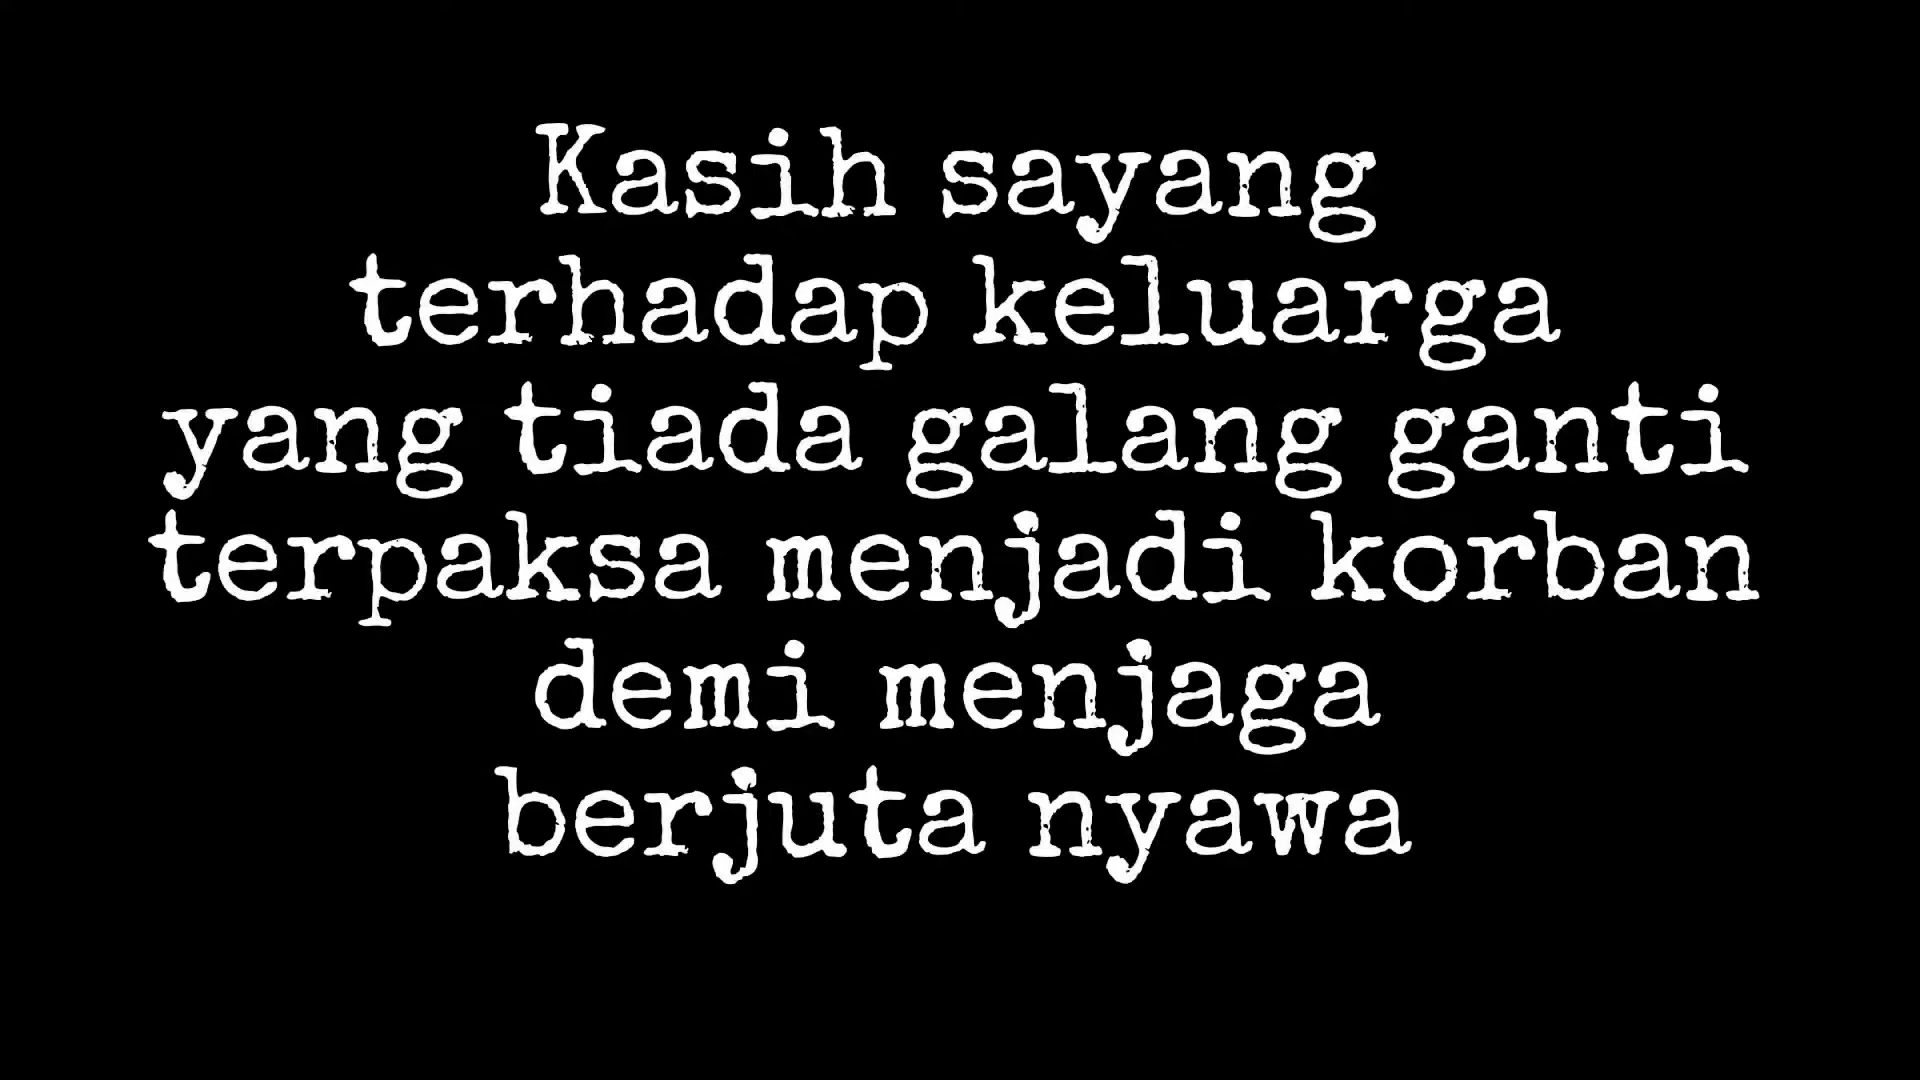 Kasih sayang
terhadap keluarga
yang tiada galang ganti
terpaksa menjadi korban
demi menjaga
berjuta nyawa